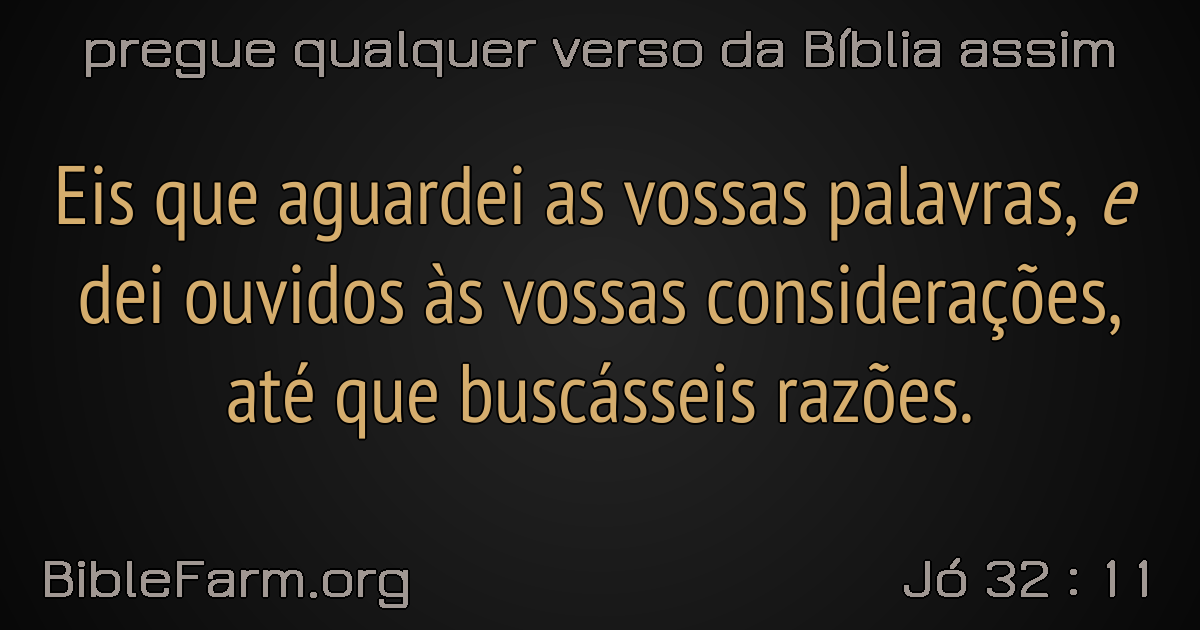 pregue qualquer verso da Bíblia assim
Eis que aguardei as vossas palavras, e
dei ouvidos às vossas considerações,
até que buscásseis razões.
BibleFarm.org
Jó 32 : 11